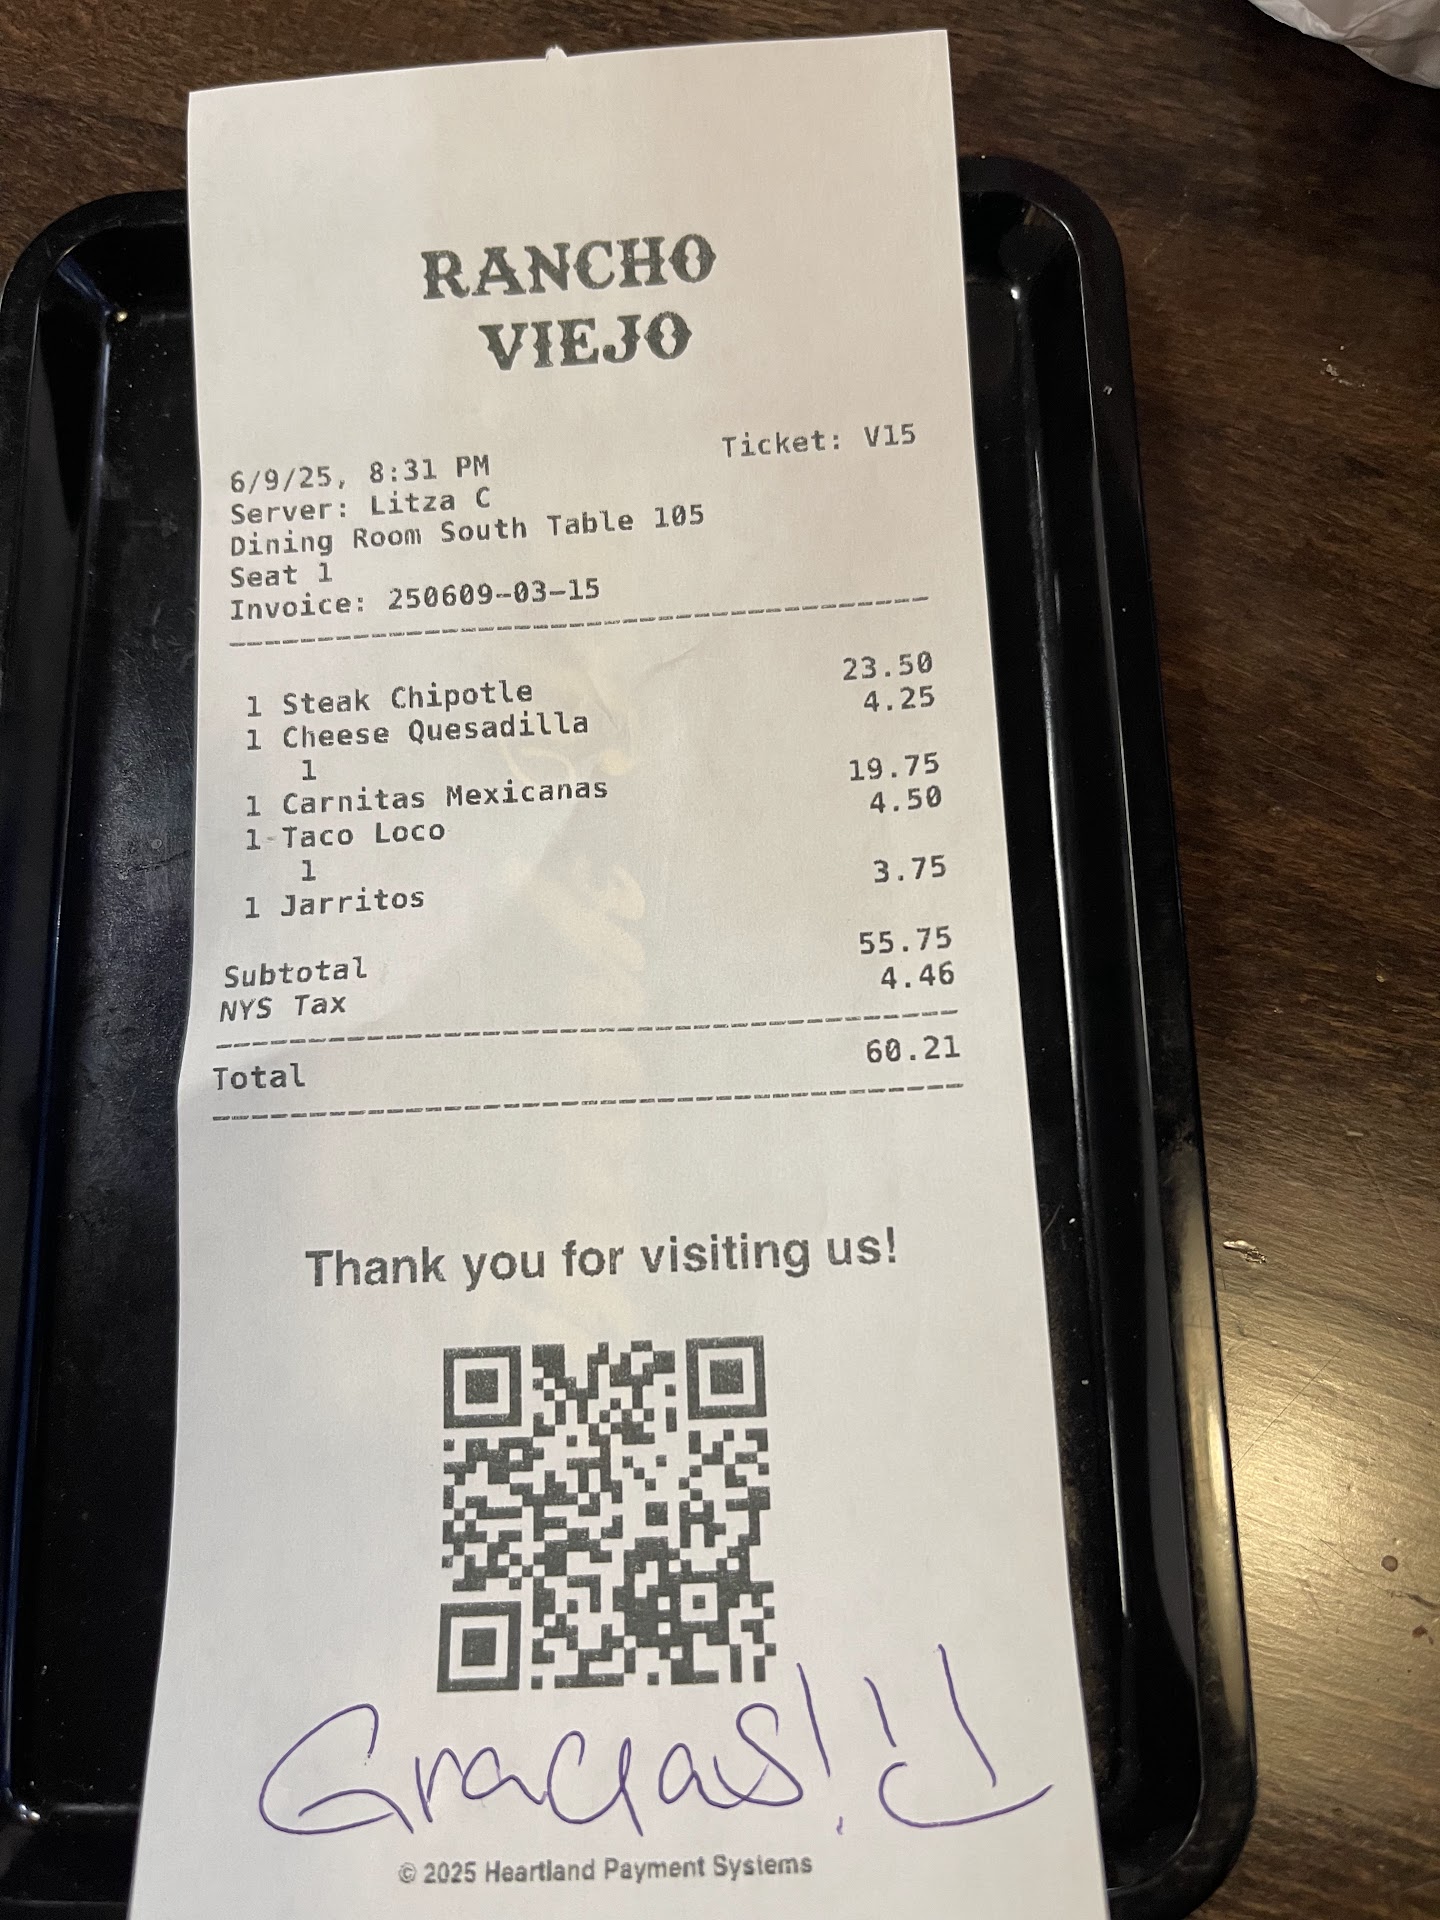 RANCHO
VIEJO
Ticket: V15
6/9/25, 8:31 PM
Server: Litza C
Dining Room South Table 105
Seat 1
Invoice: 250609-03-15
1 Steak Chipotle 23.50
1 Cheese Quesadilla 4.25
1
1 Carnitas Mexicanas 19.75
1 Taco Loco 4.50
1
1 Jarritos 3.75
Subtotal 55.75
NYS Tax 4.46
Total 60.21
Thank you for visiting us!
Gracias!
© 2025 Heartland Payment Systems